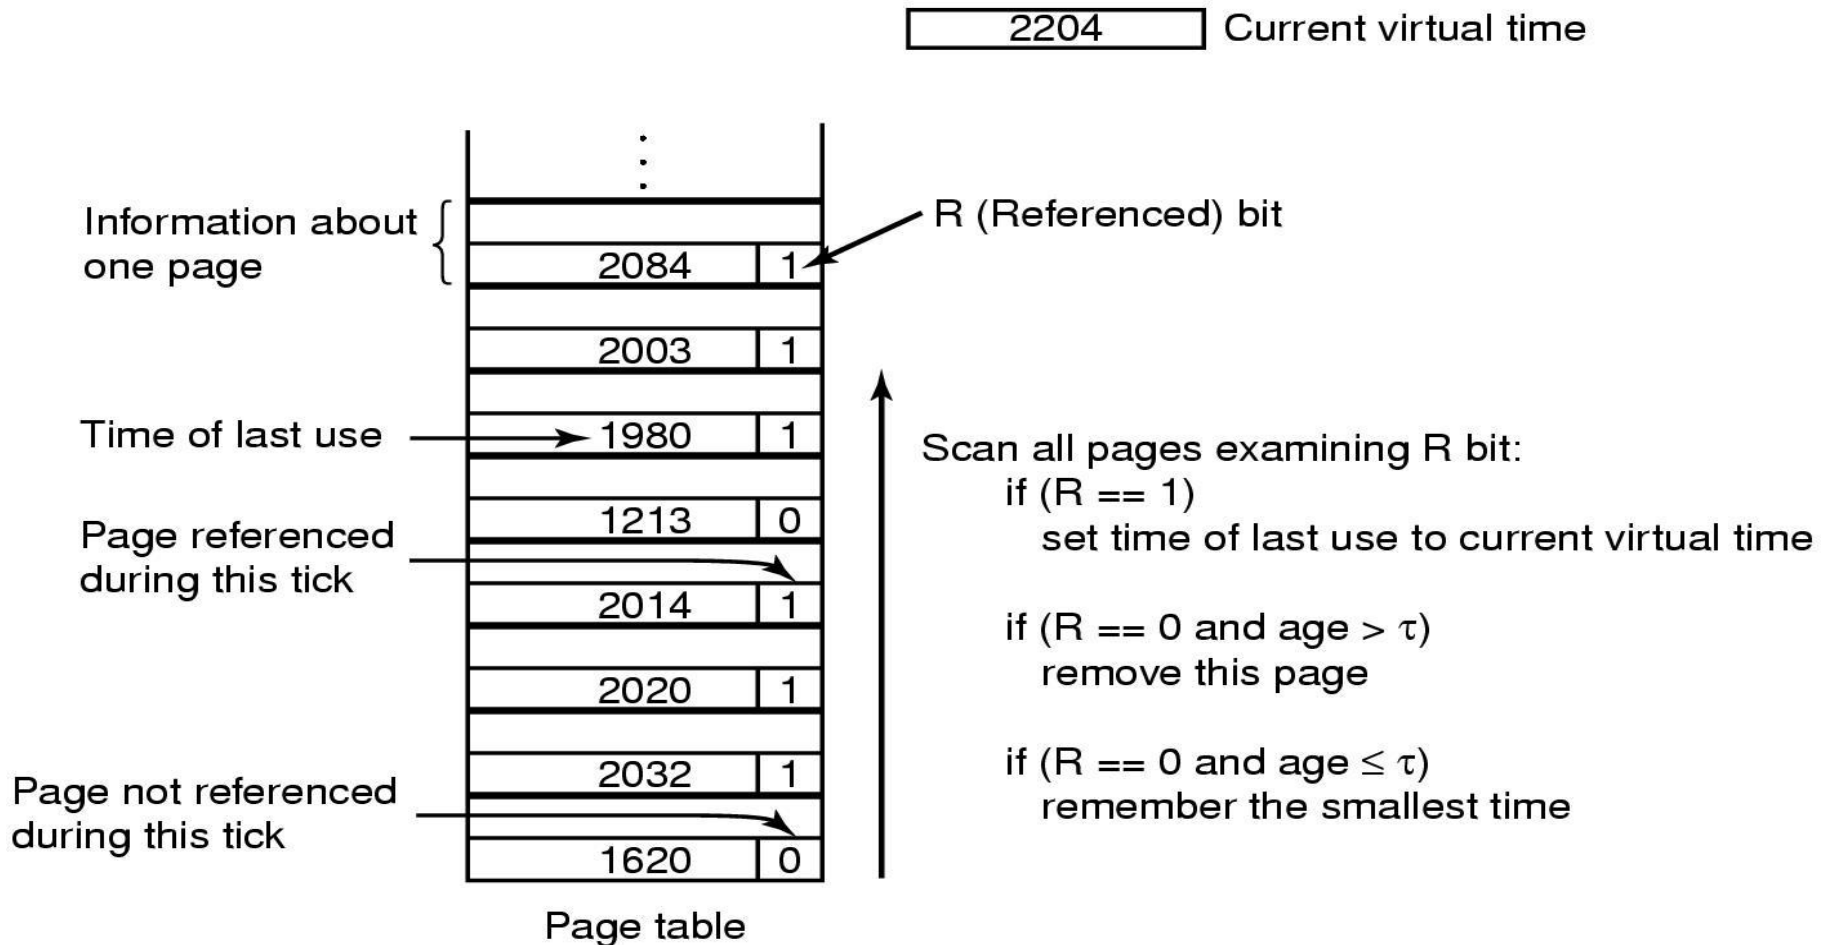 2204 Current virtual time
Information about
one page
R (Referenced) bit
2084 1
2003 1
Time of last use
1980 1
1213 0
Page referenced
during this tick
2014 1
2020 1
2032 1
Page not referenced
during this tick
1620 0
Page table
Scan all pages examining R bit:
if (R == 1)
set time of last use to current virtual time
if (R == 0 and age > τ)
remove this page
if (R == 0 and age ≤ τ)
remember the smallest time